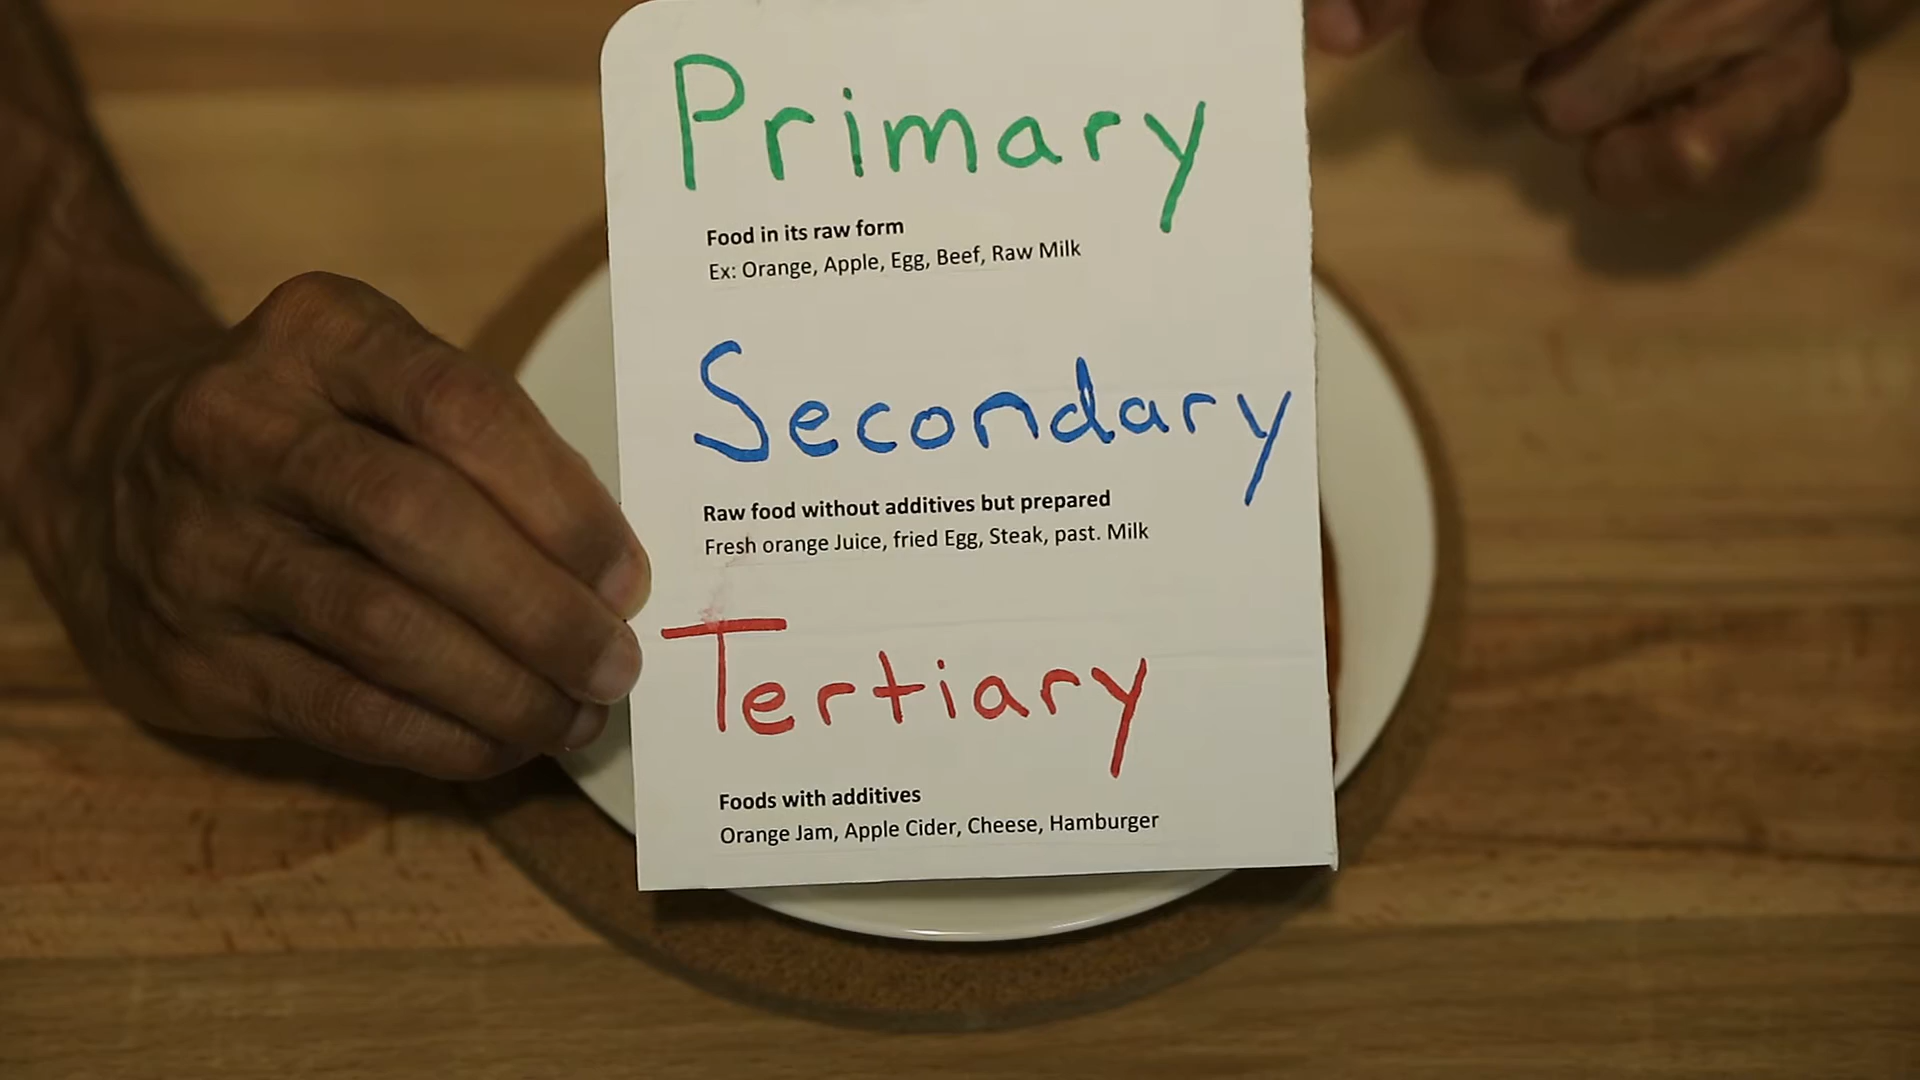 Primary
Food in its raw form
Ex: Orange, Apple, Egg, Beef, Raw Milk
Secondary
Raw food without additives but prepared
Fresh orange Juice, fried Egg, Steak, past. Milk
Tertiary
Foods with additives
Orange Jam, Apple Cider, Cheese, Hamburger